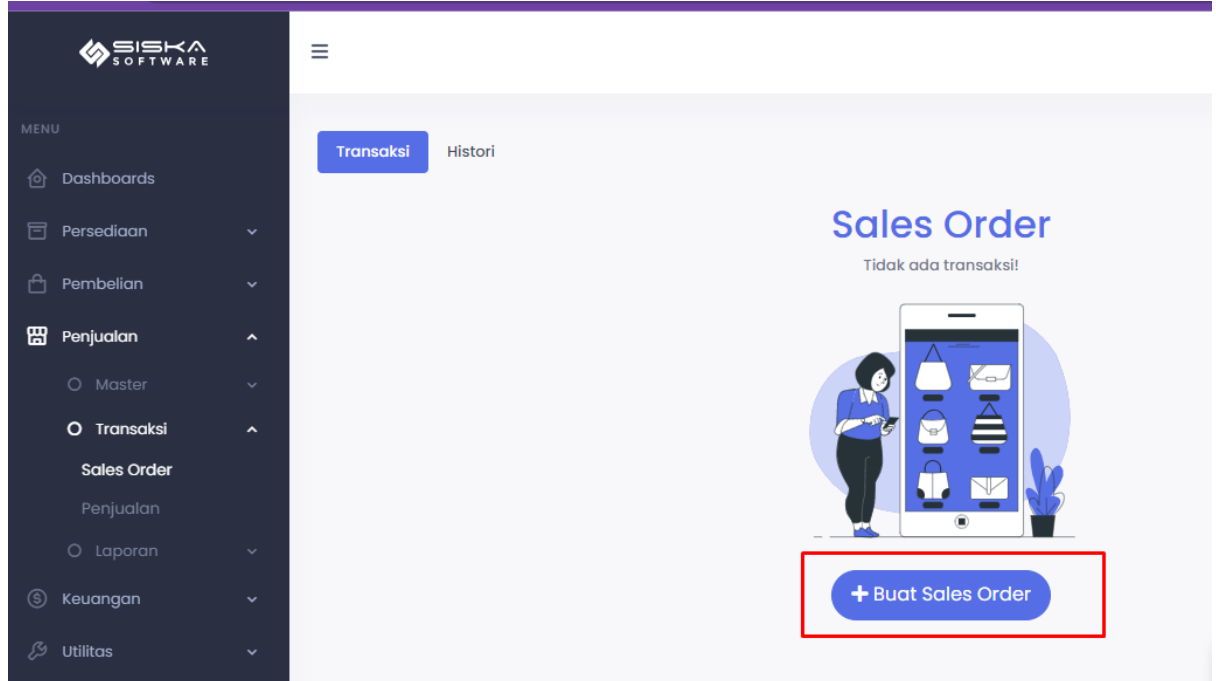 SISKA
SOFTWARE
MENU
Dashboards
Persediaan
Pembelian
Penjualan
Master
Transaksi
Sales Order
Penjualan
Laporan
Keuangan
Utilitas
Transaksi
Histori
Sales Order
Tidak ada transaksi!
+ Buat Sales Order